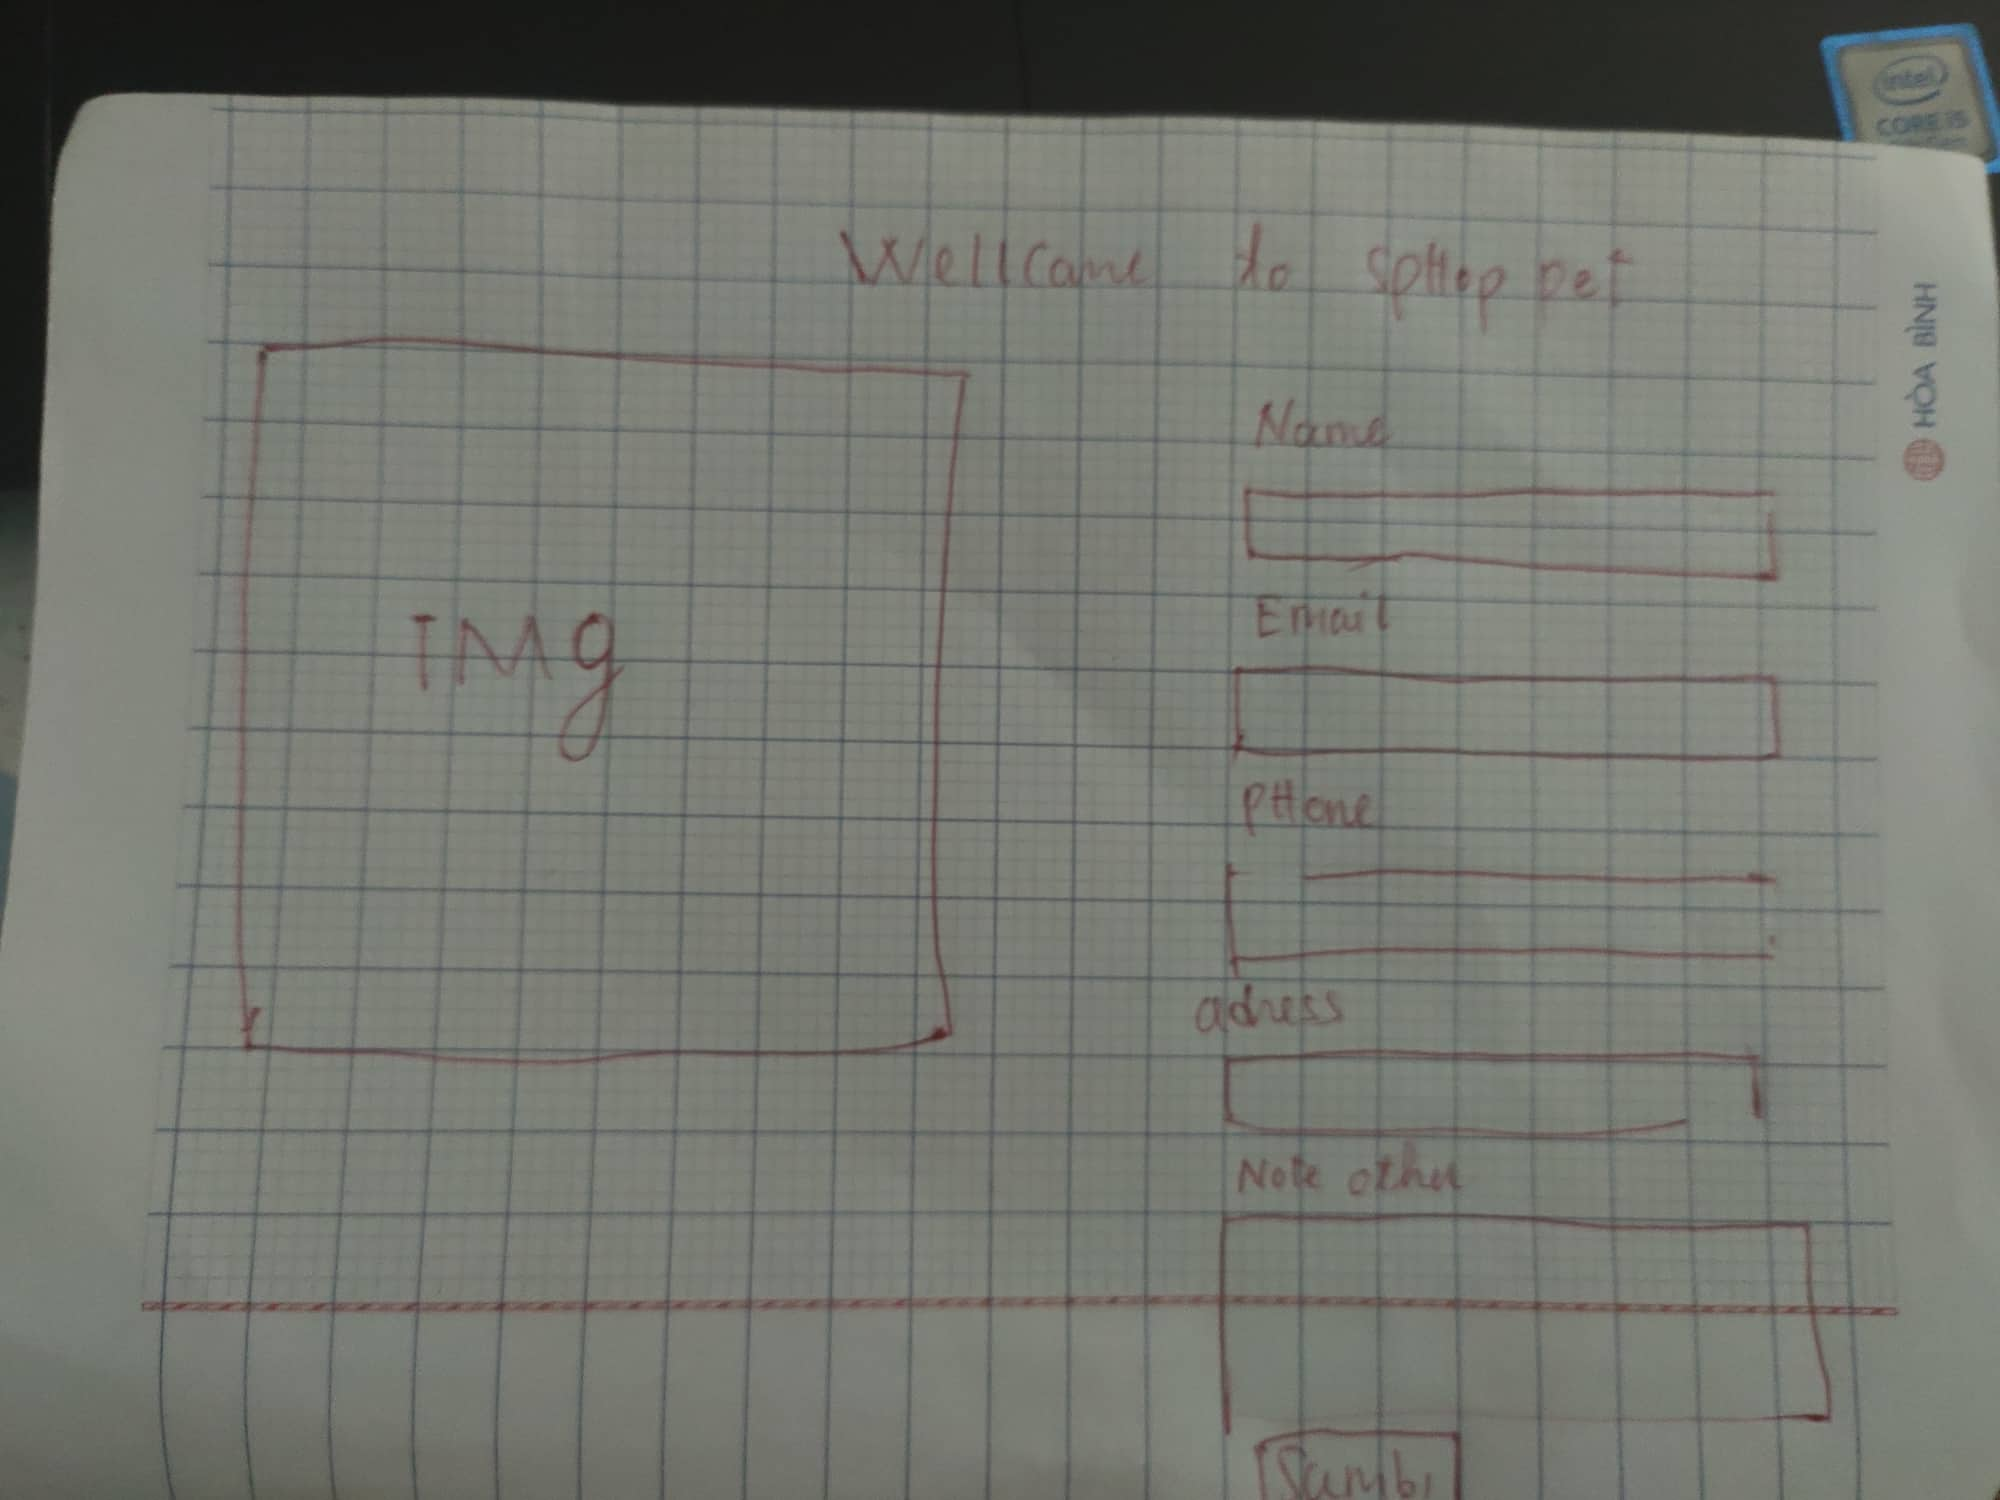 intel
CORE i5
Wellcame to spHop pet
HÒA BÌNH
IMg
Name
Email
pHone
adress
Note other
Sumbi